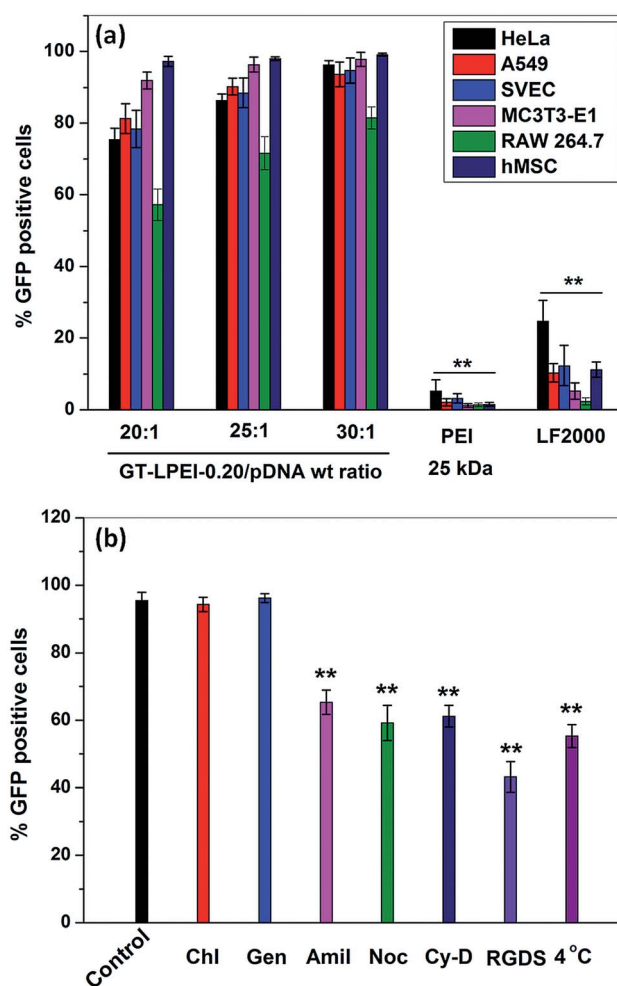 (a)
HeLa
A549
SVEC
MC3T3-E1
RAW 264.7
hMSC
% GFP positive cells
100
80
60
40
20
0
**
**
20:1 25:1 30:1 PEI LF2000
GT-LPEI-0.20/pDNA wt ratio 25 kDa
(b)
% GFP positive cells
120
100
80
60
40
20
0
** ** ** ** **
Control Chl Gen Amil Noc Cy-D RGDS 4 °C